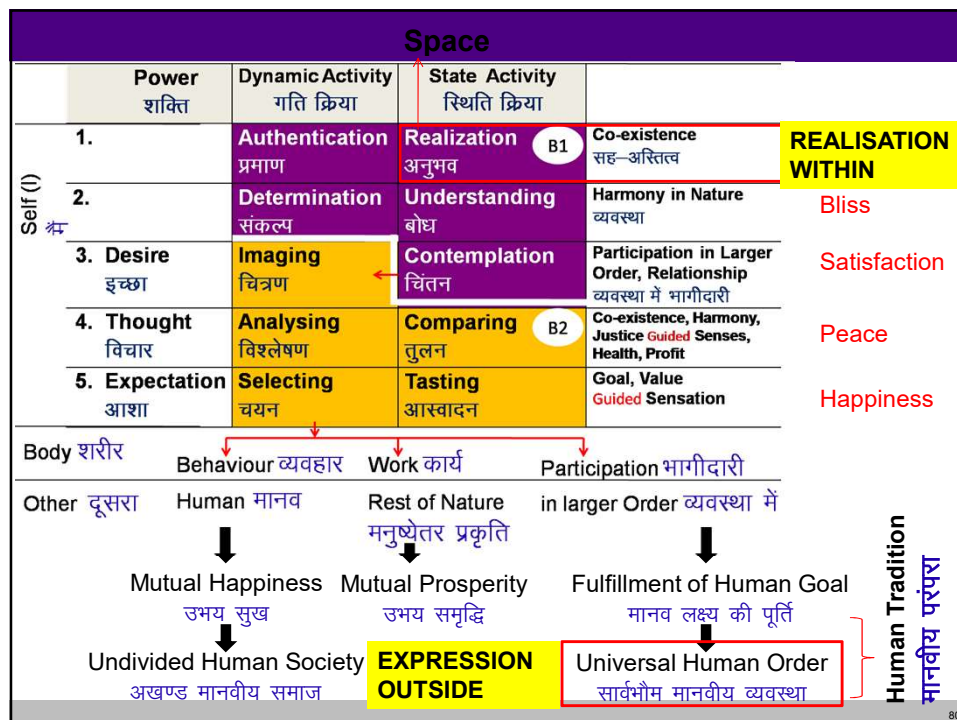 Space
Power Dynamic Activity State Activity
शक्ति गति क्रिया स्थिति क्रिया
Self (I)
मैं
1. Authentication Realization B1 Co-existence
प्रमाण अनुभव सह–अस्तित्व
REALISATION
WITHIN
2. Determination Understanding Harmony in Nature
संकल्प बोध व्यवस्था
Bliss
3. Desire Imaging Contemplation Participation in Larger
Order, Relationship
इच्छा चित्रण चिंतन व्यवस्था में भागीदारी
Satisfaction
4. Thought Analysing Comparing B2 Co-existence, Harmony,
Justice Guided Senses,
विचार विश्लेषण तुलन Health, Profit
Peace
5. Expectation Selecting Tasting Goal, Value
आशा चयन आस्वादन Guided Sensation
Happiness
Body शरीर Behaviour व्यवहार Work कार्य Participation भागीदारी
Other दूसरा Human मानव Rest of Nature in larger Order व्यवस्था में
मनुष्येतर प्रकृति
Mutual Happiness Mutual Prosperity Fulfillment of Human Goal
उभय सुख उभय समृद्धि मानव लक्ष्य की पूर्ति
Undivided Human Society EXPRESSION
OUTSIDE
Universal Human Order
अखण्ड मानवीय समाज सार्वभौम मानवीय व्यवस्था
Human Tradition
मानवीय परंपरा